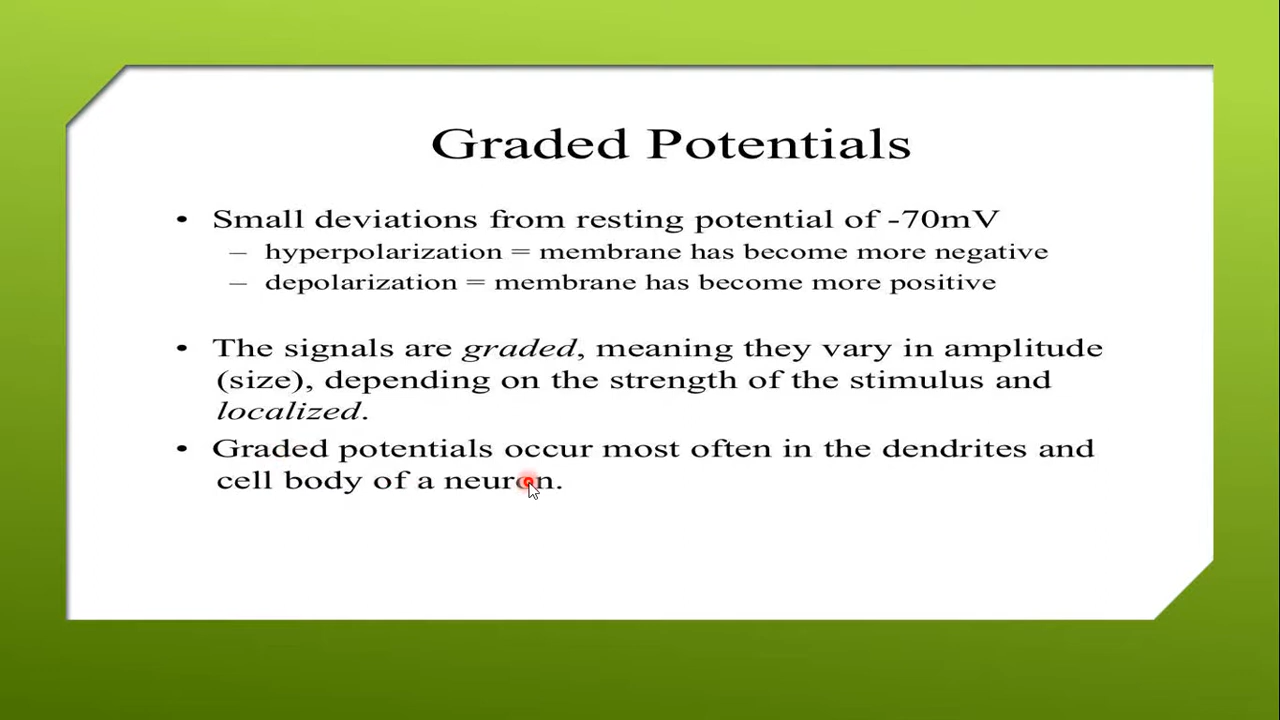 Graded Potentials
• Small deviations from resting potential of -70mV
– hyperpolarization = membrane has become more negative
– depolarization = membrane has become more positive
• The signals are graded, meaning they vary in amplitude
(size), depending on the strength of the stimulus and
localized.
• Graded potentials occur most often in the dendrites and
cell body of a neuron.